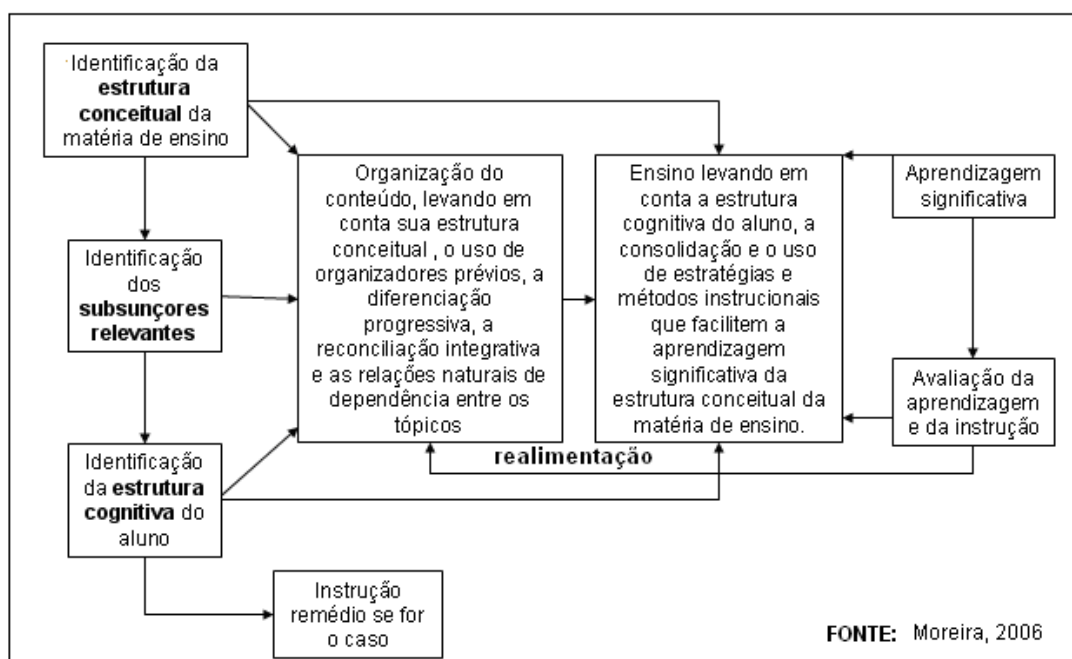 Identificação da
estrutura
conceitual da
matéria de ensino
Identificação
dos
subsunçores
relevantes
Identificação
da estrutura
cognitiva do
aluno
Instrução
remédio se for
o caso
Organização do
conteúdo, levando em
conta sua estrutura
conceitual , o uso de
organizadores prévios, a
diferenciação
progressiva, a
reconciliação integrativa
e as relações naturais de
dependência entre os
tópicos
Ensino levando em
conta a estrutura
cognitiva do aluno, a
consolidação e o uso
de estratégias e
métodos instrucionais
que facilitem a
aprendizagem
significativa da
estrutura conceitual da
matéria de ensino.
realimentação
Aprendizagem
significativa
Avaliação da
aprendizagem
e da instrução
FONTE: Moreira, 2006